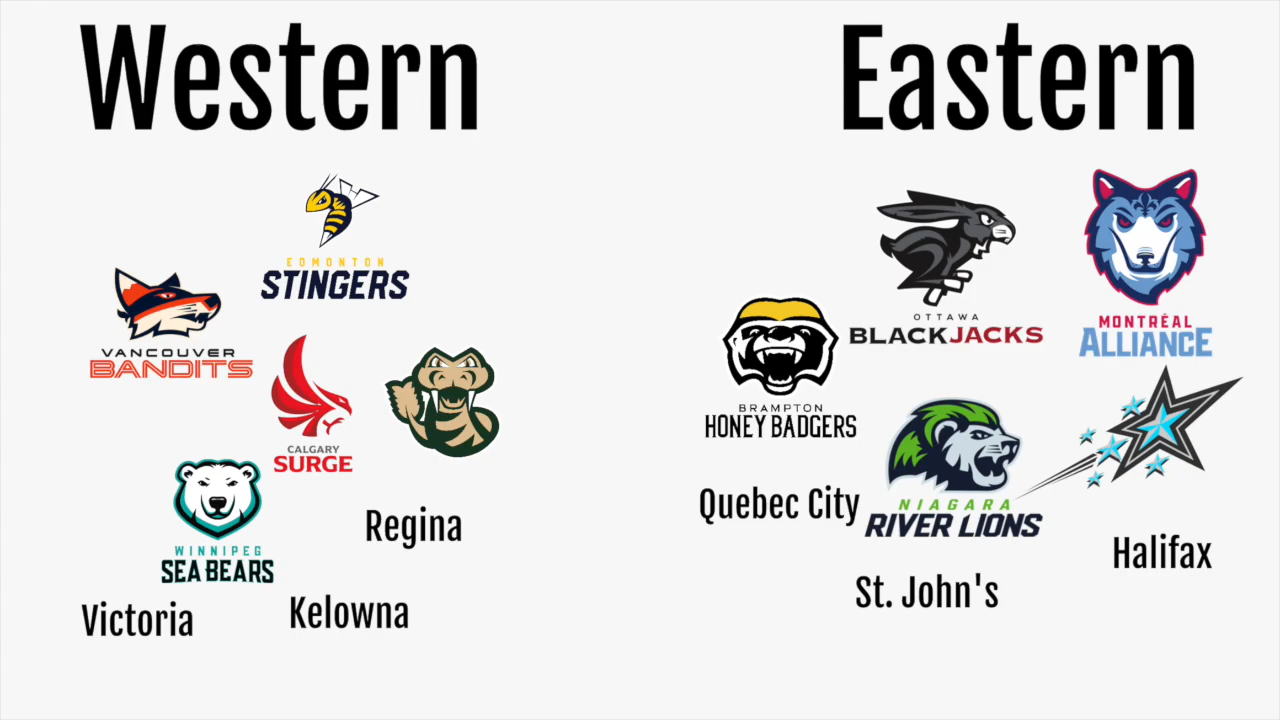 Western
Eastern
EDMONTON
STINGERS
VANCOUVER
BANDITS
CALGARY
SURGE
WINNIPEG
SEA BEARS
Regina
Victoria
Kelowna
OTTAWA
BLACKJACKS
MONTRÉAL
ALLIANCE
BRAMPTON
HONEY BADGERS
NIAGARA
RIVER LIONS
Quebec City
St. John's
Halifax